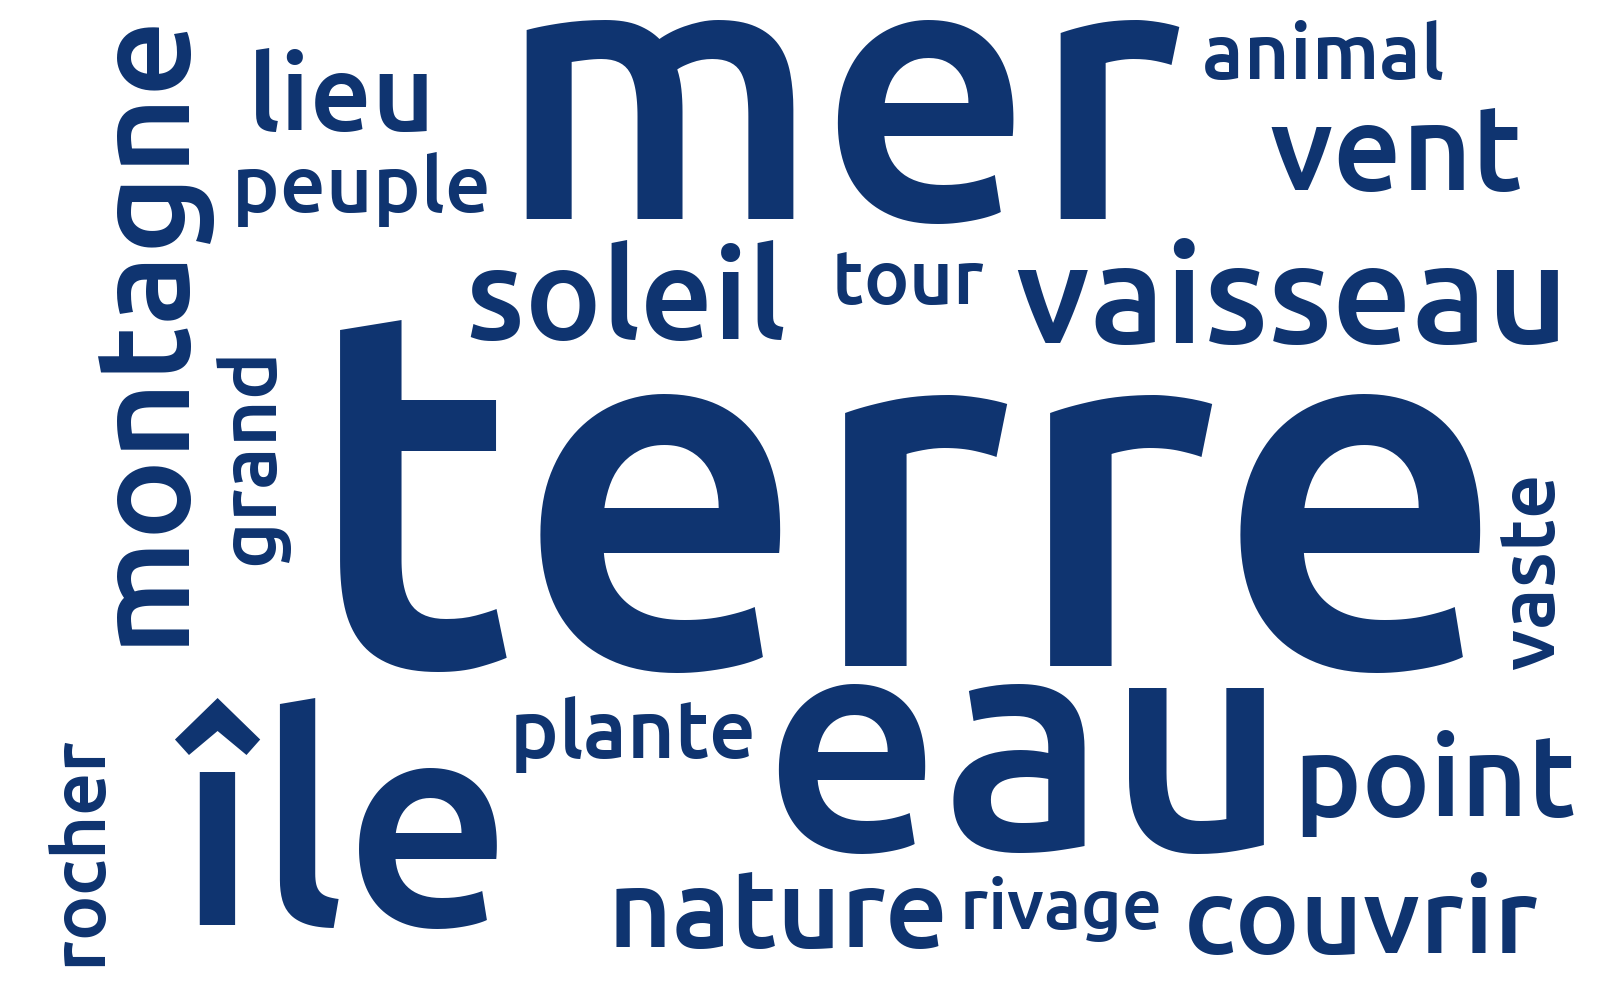 mer
animal
lieu
montagne
vent
peuple
soleil
tour
vaisseau
terre
grand
vaste
île
plante
eau
point
rocher
nature
rivage
couvrir